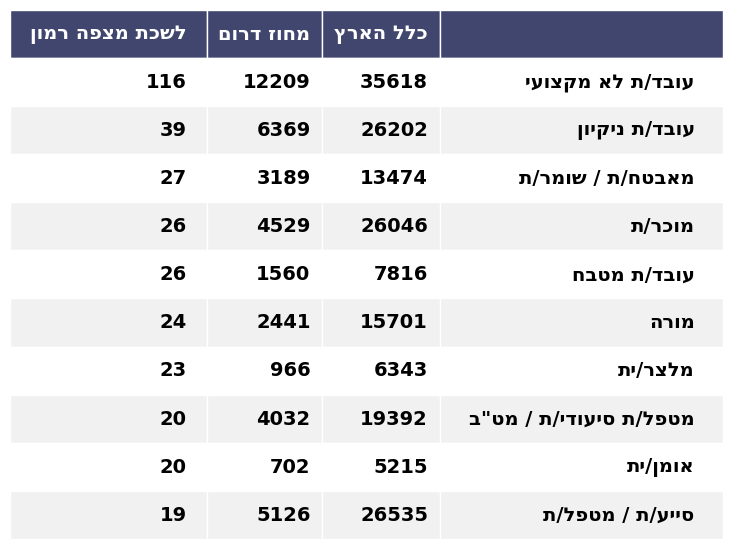 כלל הארץ מחוז דרום לשכת מצפה רמון
עובד/ת לא מקצועי 35618 12209 116
עובד/ת ניקיון 26202 6369 39
מאבטח/ת / שומר/ת 13474 3189 27
מוכר/ת 26046 4529 26
עובד/ת מטבח 7816 1560 26
מורה 15701 2441 24
מלצר/ית 6343 966 23
מטפל/ת סיעודי/ת / מט"ב 19392 4032 20
אומן/ית 5215 702 20
סייע/ת / מטפל/ת 26535 5126 19